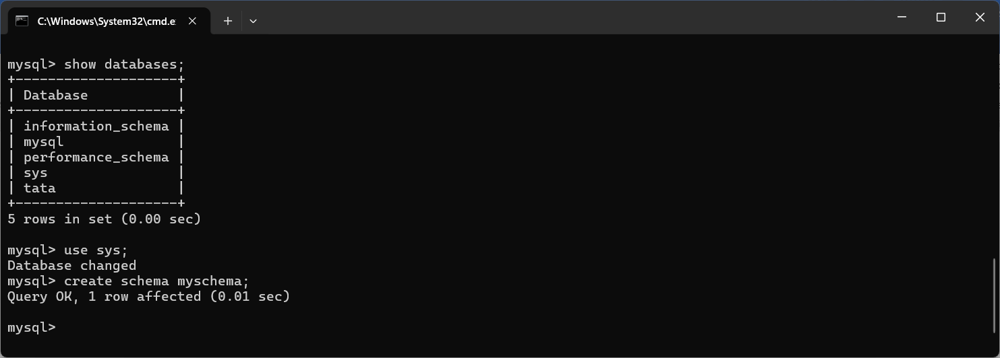 C:\Windows\System32\cmd.e
mysql> show databases;
+--------------------+
| Database           |
+--------------------+
| information_schema |
| mysql              |
| performance_schema |
| sys                |
| tata               |
+--------------------+
5 rows in set (0.00 sec)
mysql> use sys;
Database changed
mysql> create schema myschema;
Query OK, 1 row affected (0.01 sec)
mysql>